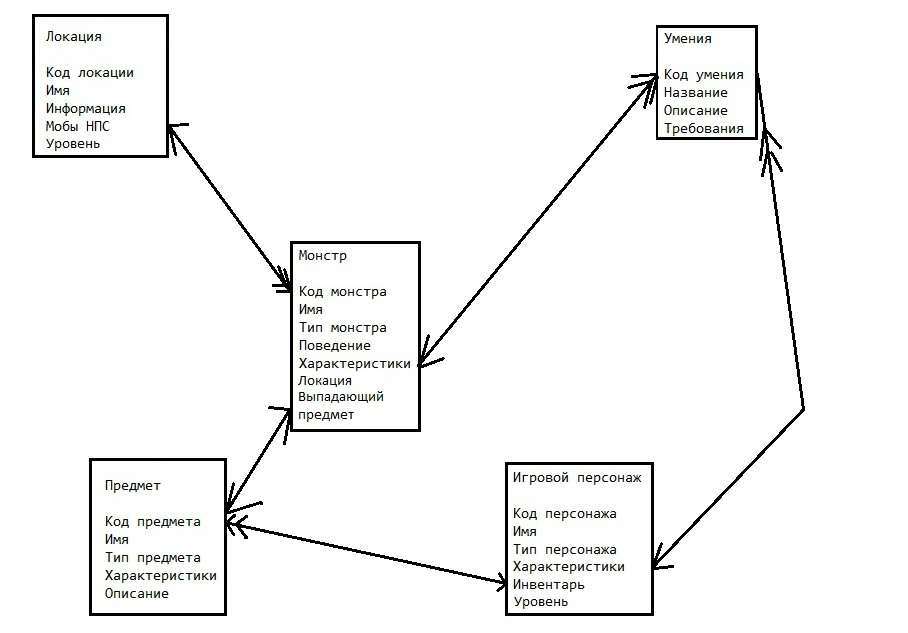 Локация
Код локации
Имя
Информация
Мобы НПС
Уровень
Умения
Код умения
Название
Описание
Требования
Монстр
Код монстра
Имя
Тип монстра
Поведение
Характеристики
Локация
Выпадающий
предмет
Предмет
Код предмета
Имя
Тип предмета
Характеристики
Описание
Игровой персонаж
Код персонажа
Имя
Тип персонажа
Характеристики
Инвентарь
Уровень